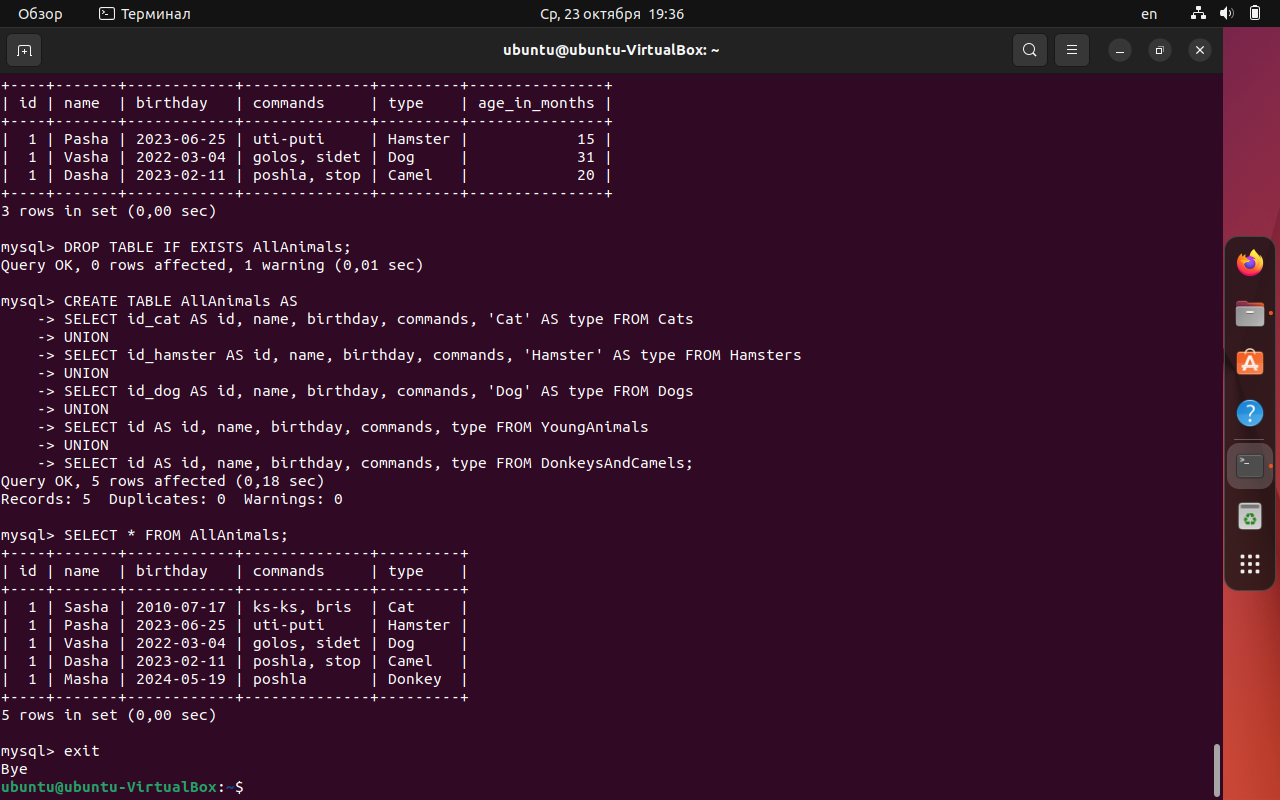 Обзор Терминал Ср, 23 октября 19:36 en
ubuntu@ubuntu-VirtualBox: ~
+----+-------+------------+--------------+---------+---------------+
| id | name  | birthday   | commands     | type    | age_in_months |
+----+-------+------------+--------------+---------+---------------+
|  1 | Pasha | 2023-06-25 | uti-puti     | Hamster |            15 |
|  1 | Vasha | 2022-03-04 | golos, sidet | Dog     |            31 |
|  1 | Dasha | 2023-02-11 | poshla, stop | Camel   |            20 |
+----+-------+------------+--------------+---------+---------------+
3 rows in set (0,00 sec)
mysql> DROP TABLE IF EXISTS AllAnimals;
Query OK, 0 rows affected, 1 warning (0,01 sec)
mysql> CREATE TABLE AllAnimals AS
    -> SELECT id_cat AS id, name, birthday, commands, 'Cat' AS type FROM Cats
    -> UNION
    -> SELECT id_hamster AS id, name, birthday, commands, 'Hamster' AS type FROM Hamsters
    -> UNION
    -> SELECT id_dog AS id, name, birthday, commands, 'Dog' AS type FROM Dogs
    -> UNION
    -> SELECT id AS id, name, birthday, commands, type FROM YoungAnimals
    -> UNION
    -> SELECT id AS id, name, birthday, commands, type FROM DonkeysAndCamels;
Query OK, 5 rows affected (0,18 sec)
Records: 5  Duplicates: 0  Warnings: 0
mysql> SELECT * FROM AllAnimals;
+----+-------+------------+--------------+---------+
| id | name  | birthday   | commands     | type    |
+----+-------+------------+--------------+---------+
|  1 | Sasha | 2010-07-17 | ks-ks, bris  | Cat     |
|  1 | Pasha | 2023-06-25 | uti-puti     | Hamster |
|  1 | Vasha | 2022-03-04 | golos, sidet | Dog     |
|  1 | Dasha | 2023-02-11 | poshla, stop | Camel   |
|  1 | Masha | 2024-05-19 | poshla       | Donkey  |
+----+-------+------------+--------------+---------+
5 rows in set (0,00 sec)
mysql> exit
Bye
ubuntu@ubuntu-VirtualBox:~$